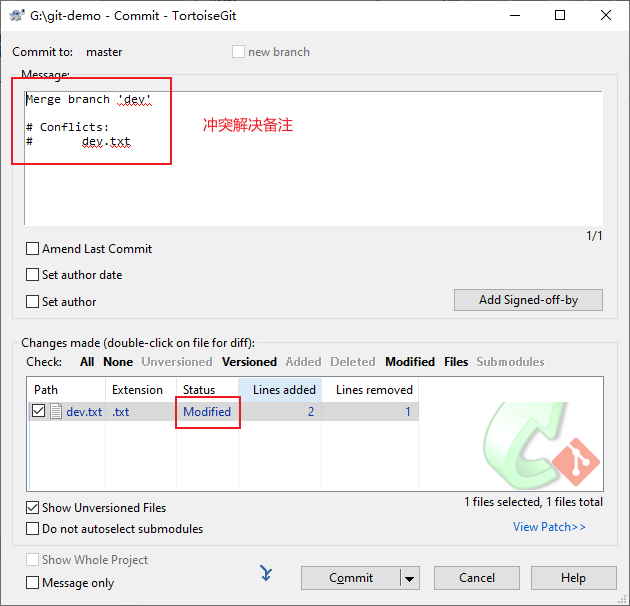 G:\git-demo - Commit - TortoiseGit
Commit to: master
new branch
Message:
Merge branch 'dev'
# Conflicts:
# dev.txt
冲突解决备注
1/1
Amend Last Commit
Set author date
Set author
Add Signed-off-by
Changes made (double-click on file for diff):
Check: All None Unversioned Versioned Added Deleted Modified Files Submodules
Path Extension Status Lines added Lines removed
dev.txt .txt Modified 2 1
1 files selected, 1 files total
Show Unversioned Files
Do not autoselect submodules
View Patch>>
Show Whole Project
Message only
Commit
Cancel
Help